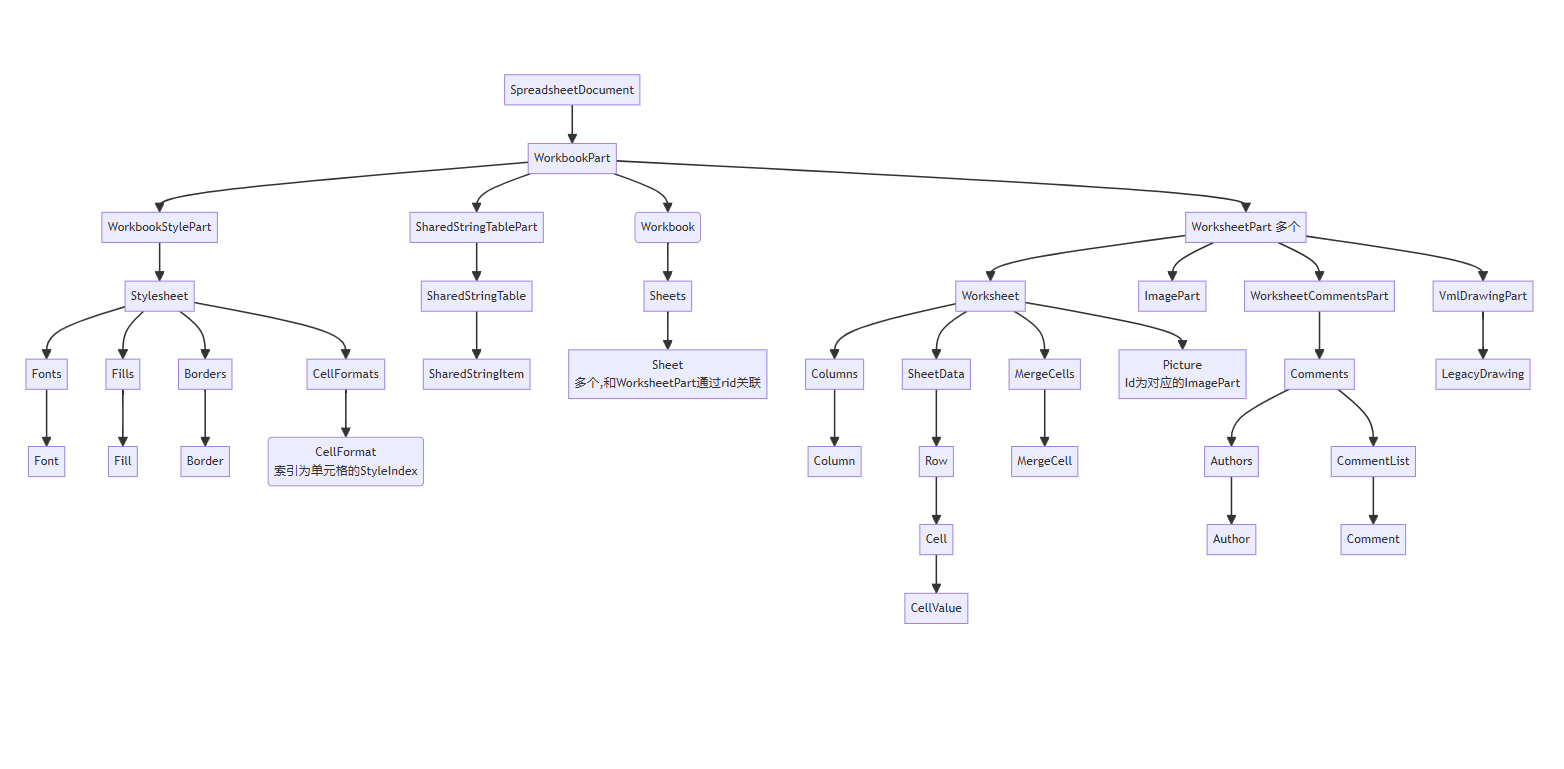 SpreadsheetDocument
WorkbookPart
WorkbookStylePart
SharedStringTablePart
Workbook
WorksheetPart 多个
Stylesheet
SharedStringTable
Sheets
Worksheet
ImagePart
WorksheetCommentsPart
VmlDrawingPart
Fonts
Fills
Borders
CellFormats
SharedStringItem
Sheet
多个,和WorksheetPart通过rid关联
Columns
SheetData
MergeCells
Picture
Id为对应的ImagePart
Comments
LegacyDrawing
Font
Fill
Border
CellFormat
索引为单元格的StyleIndex
Column
Row
MergeCell
Authors
CommentList
Cell
Author
Comment
CellValue